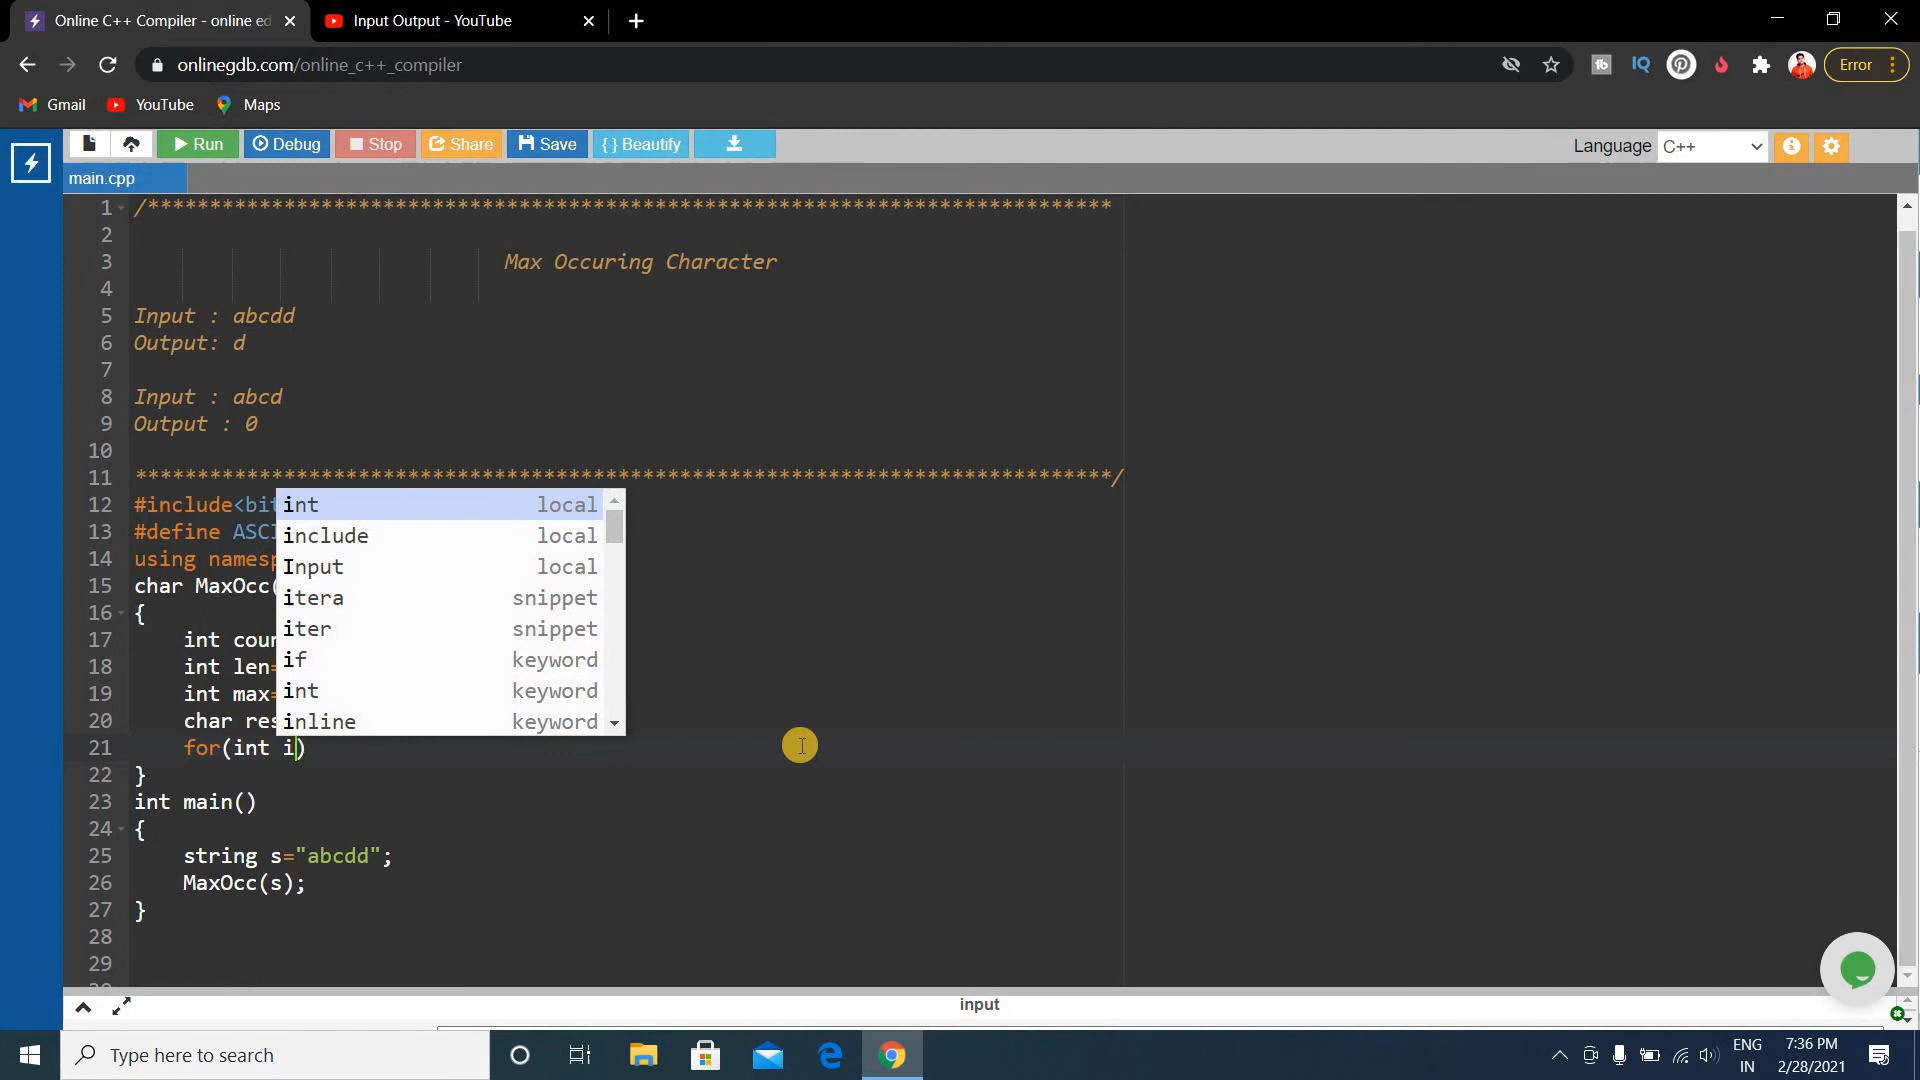 Online C++ Compiler - online ed
Input Output - YouTube
onlinegdb.com/online_c++_compiler
IQ
Error
Gmail
YouTube
Maps
Run
Debug
Stop
Share
Save
{ } Beautify
Language
C++
main.cpp
1 /******************************************************************************
2
3 Max Occuring Character
4
5 Input : abcdd
6 Output: d
7
8 Input : abcd
9 Output : 0
10
11 *******************************************************************************/
12 #include<bit
13 #define ASCI
14 using namesp
15 char MaxOcc(
16 {
17 int cour
18 int len=
19 int max=
20 char res
21 for(int i)
22 }
23 int main()
24 {
25 string s="abcdd";
26 MaxOcc(s);
27 }
28
29
int local
include local
Input local
itera snippet
iter snippet
if keyword
int keyword
inline keyword
input
Type here to search
ENG
IN
7:36 PM
2/28/2021